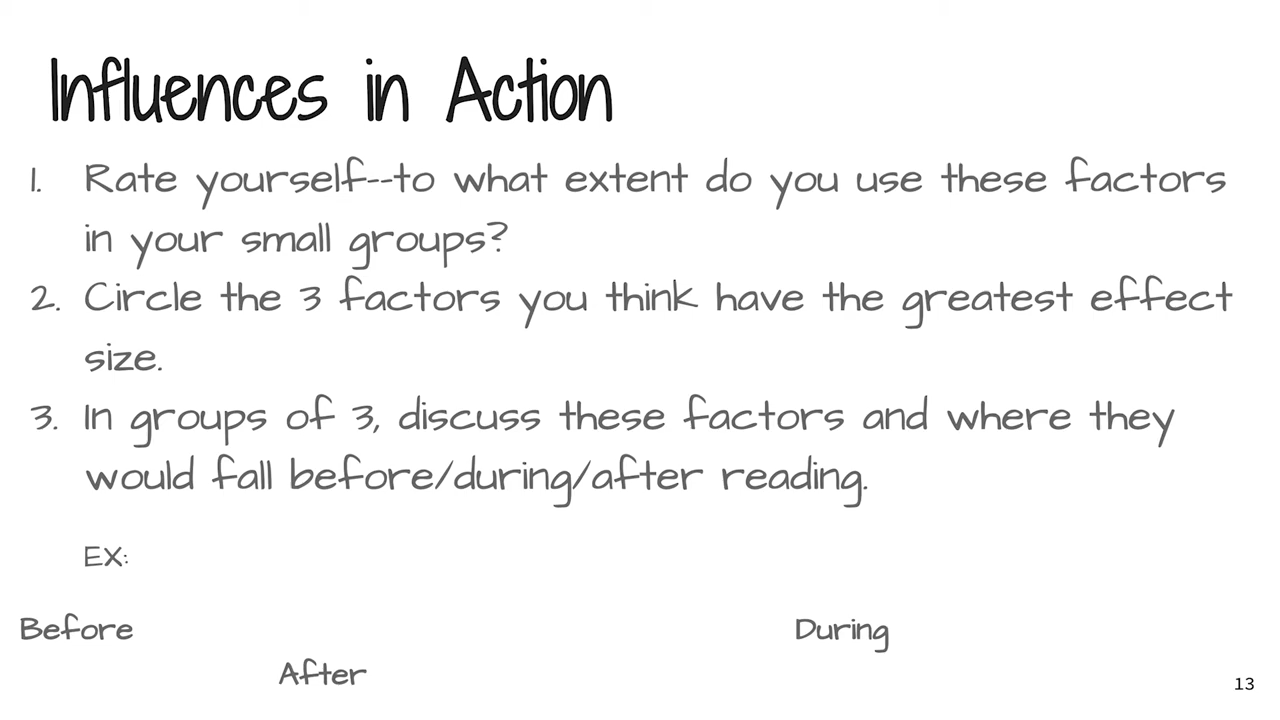 Influences in Action
1. Rate yourself--to what extent do you use these factors
in your small groups?
2. Circle the 3 factors you think have the greatest effect
size.
3. In groups of 3, discuss these factors and where they
would fall before/during/after reading.
EX:
Before During
After
13